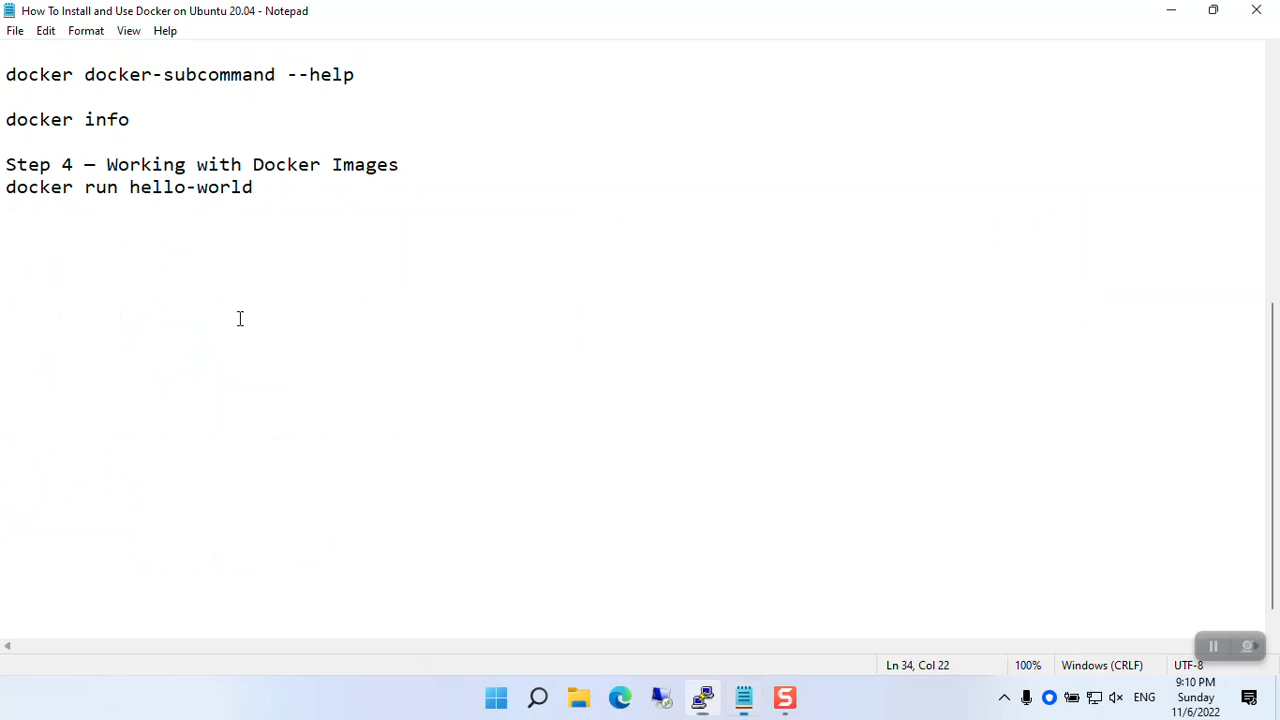 How To Install and Use Docker on Ubuntu 20.04 - Notepad
File Edit Format View Help
docker docker-subcommand --help
docker info
Step 4 — Working with Docker Images
docker run hello-world
Ln 34, Col 22 100% Windows (CRLF) UTF-8
S
ENG
9:10 PM
Sunday
11/6/2022